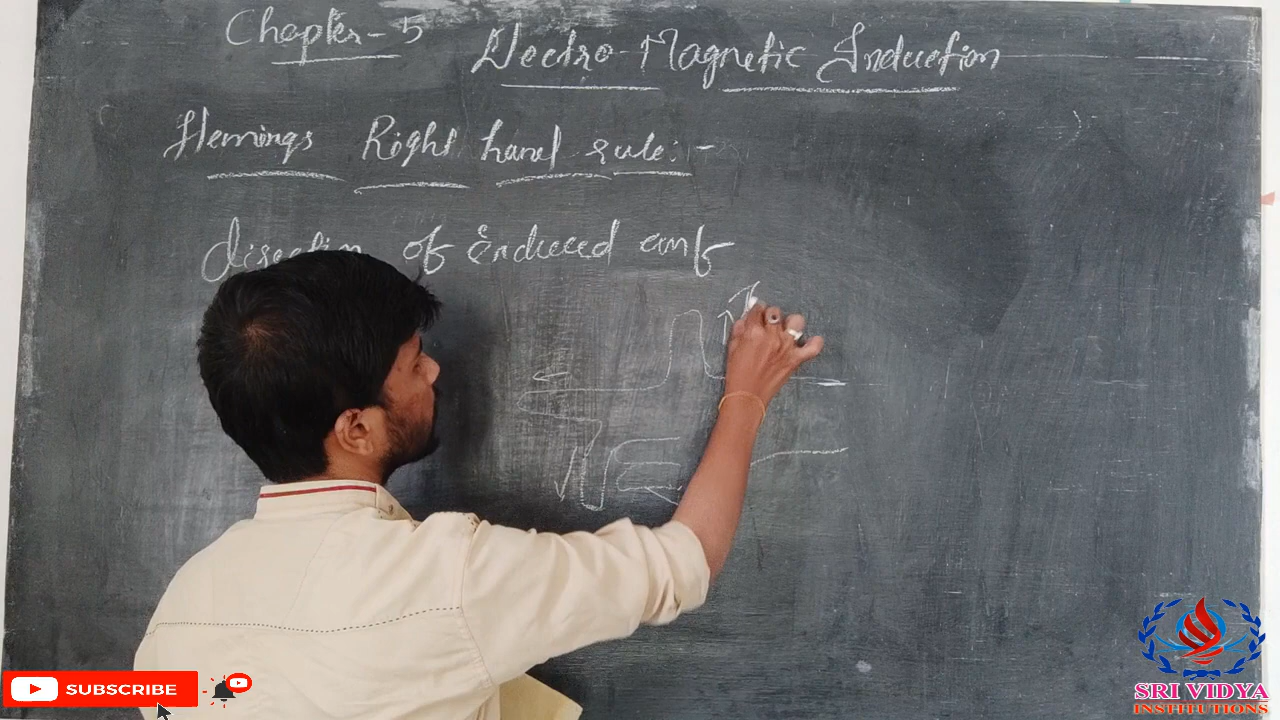 Chapter - 5
Electro-Magnetic Induction
Flemings Right hand rule: -
direction of induced emf
SUBSCRIBE
SRI VIDYA
INSTITUTIONS